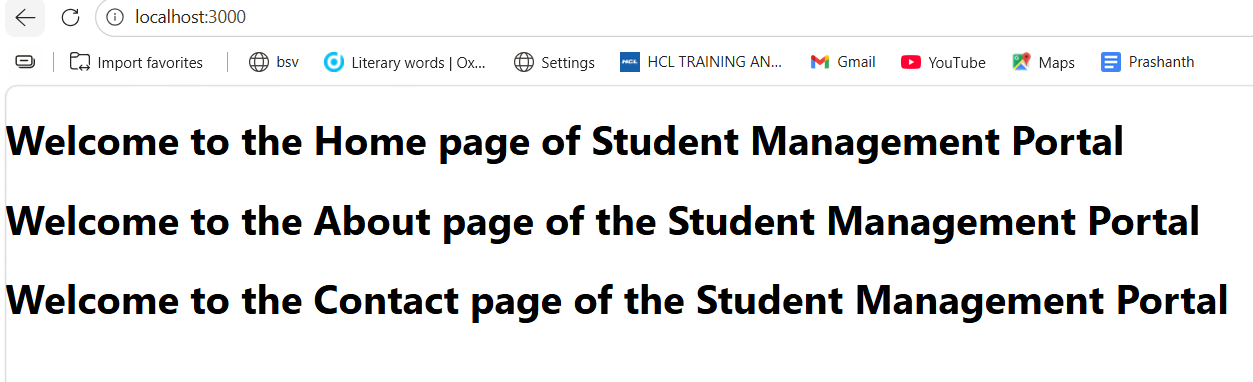 localhost:3000
Import favorites bsv Literary words | Ox... Settings HCL HCL TRAINING AN... Gmail YouTube Maps Prashanth
Welcome to the Home page of Student Management Portal
Welcome to the About page of the Student Management Portal
Welcome to the Contact page of the Student Management Portal